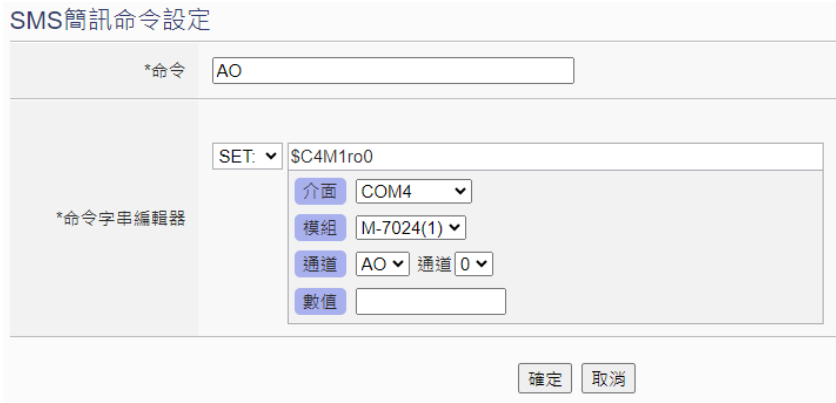 SMS簡訊命令設定
*命令 AO
SET: $C4M1ro0
介面 COM4
*命令字串編輯器
模組 M-7024(1)
通道 AO 通道 0
數值
確定 取消